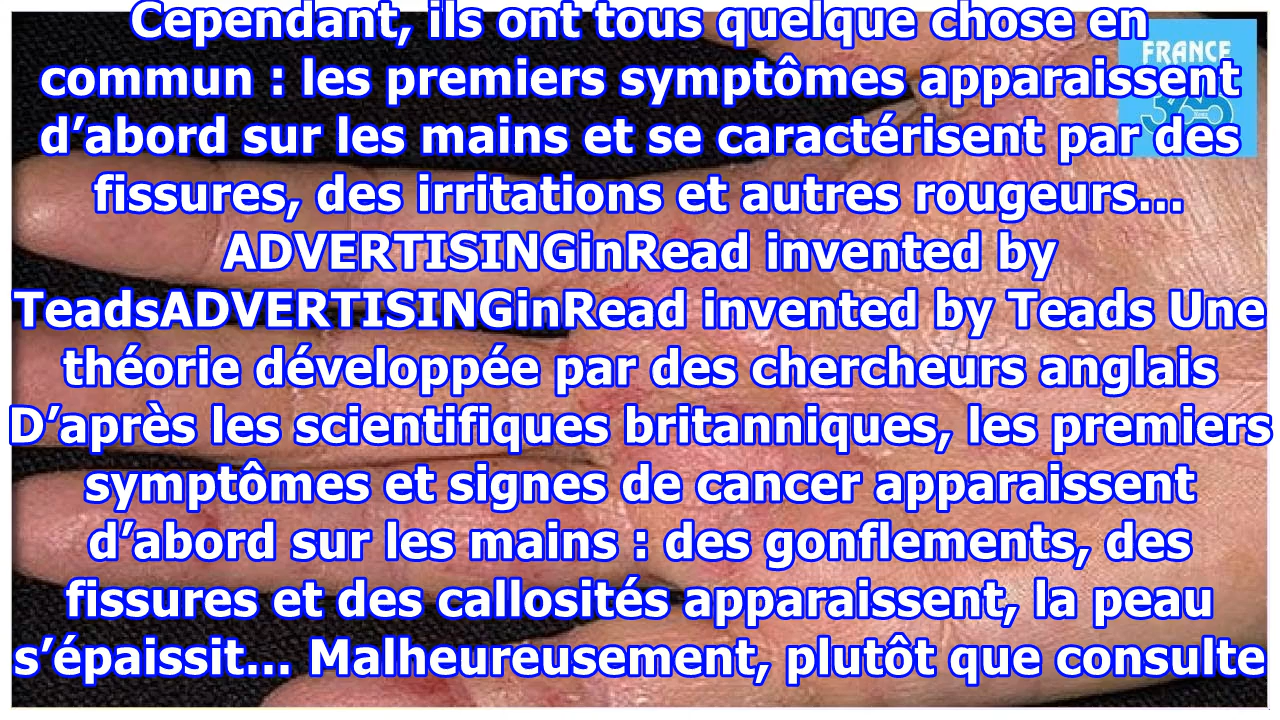 Cependant, ils ont tous quelque chose en
commun : les premiers symptômes apparaissent
d’abord sur les mains et se caractérisent par des
fissures, des irritations et autres rougeurs...
ADVERTISINGinRead invented by
TeadsADVERTISINGinRead invented by Teads Une
théorie développée par des chercheurs anglais
D’après les scientifiques britanniques, les premiers
symptômes et signes de cancer apparaissent
d’abord sur les mains : des gonflements, des
fissures et des callosités apparaissent, la peau
s’épaissit... Malheureusement, plutôt que consulte
FRANCE
365